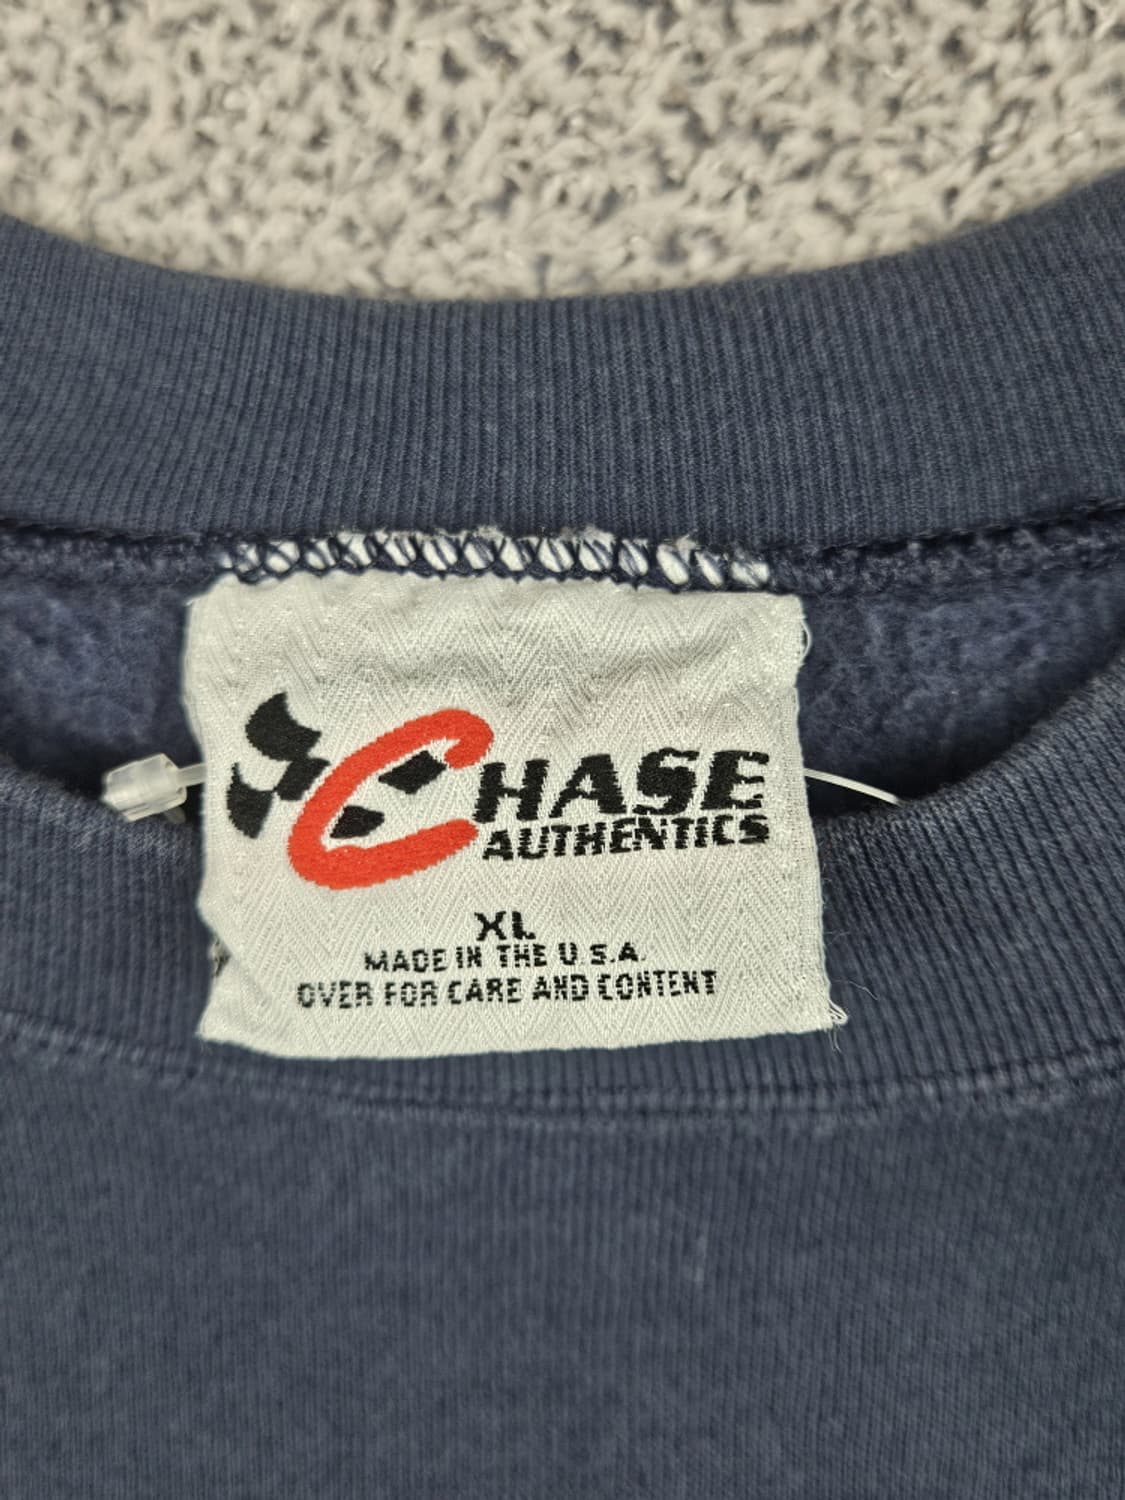 CHASE
AUTHENTICS
XL
MADE IN THE U.S.A.
OVER FOR CARE AND CONTENT